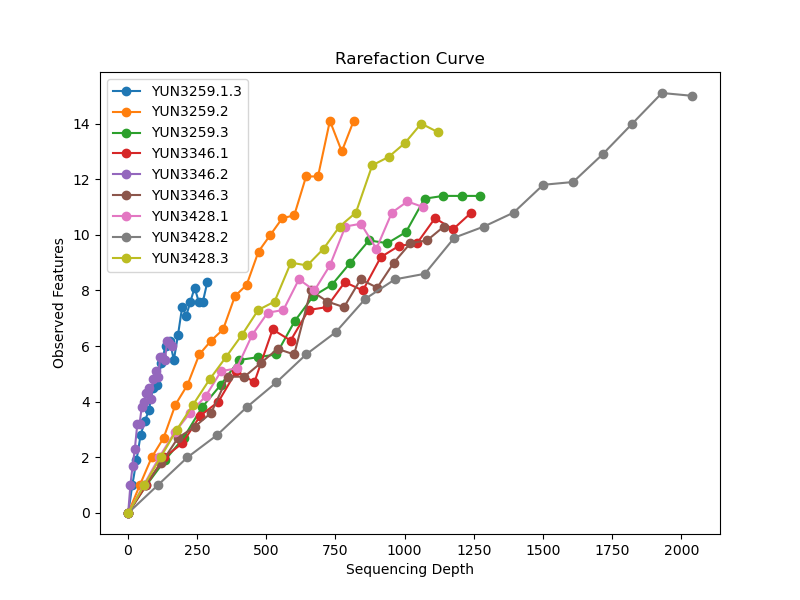 Rarefaction Curve
YUN3259.1.3
YUN3259.2
YUN3259.3
YUN3346.1
YUN3346.2
YUN3346.3
YUN3428.1
YUN3428.2
YUN3428.3
Observed Features
14
12
10
8
6
4
2
0
0 250 500 750 1000 1250 1500 1750 2000
Sequencing Depth